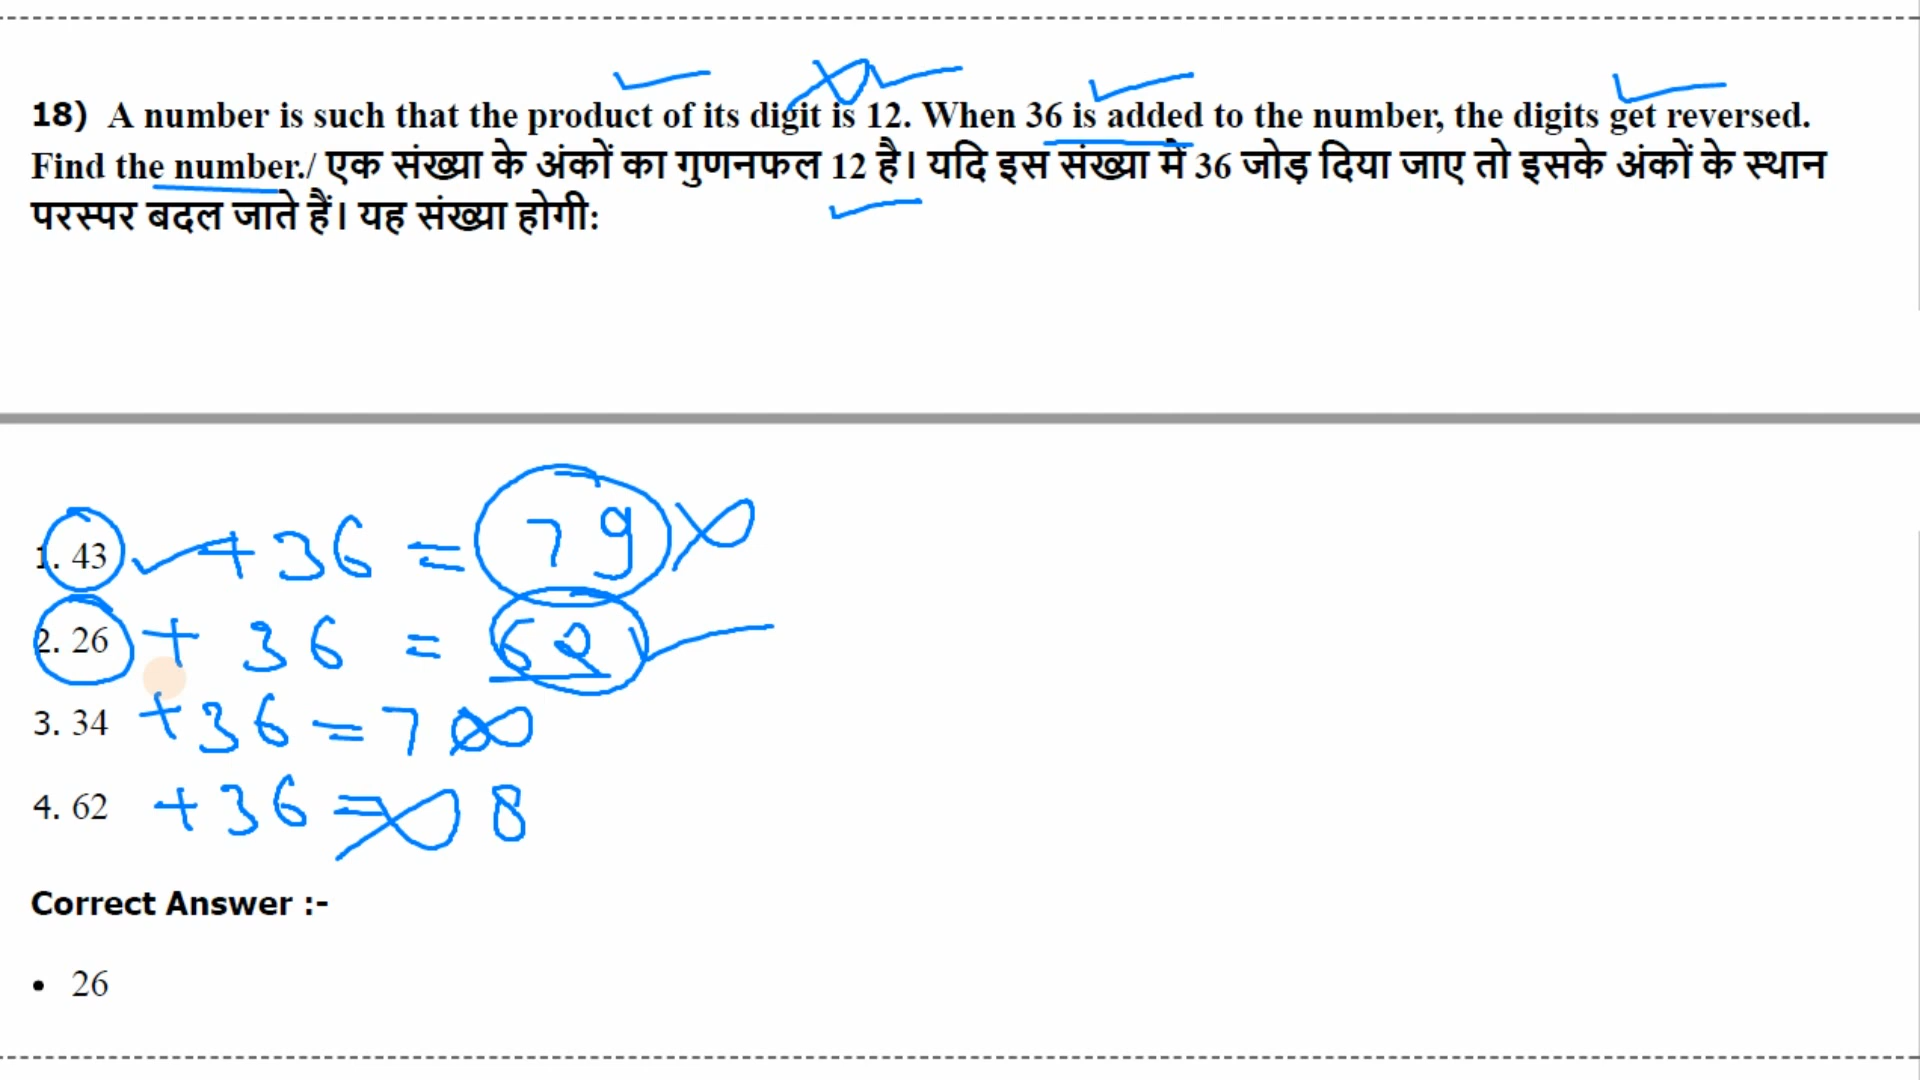 18) A number is such that the product of its digit is 12. When 36 is added to the number, the digits get reversed.
Find the number./ एक संख्या के अंकों का गुणनफल 12 है। यदि इस संख्या में 36 जोड़ दिया जाए तो इसके अंकों के स्थान
परस्पर बदल जाते हैं। यह संख्या होगी:
1. 43 + 36 = 79
2. 26 + 36 = 62
3. 34 + 36 = 70
4. 62 + 36 = 8
Correct Answer :-
• 26